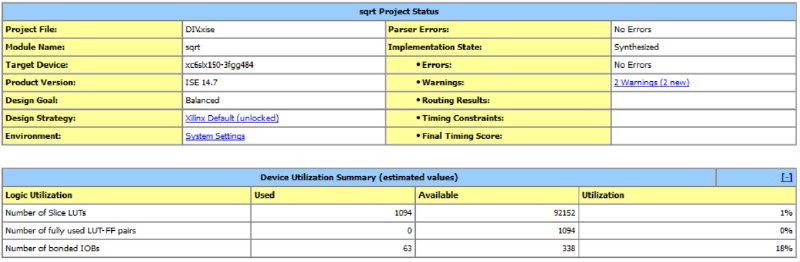 sqrt Project Status
Project File: DIV.xise Parser Errors: No Errors
Module Name: sqrt Implementation State: Synthesized
Target Device: xc6slx150-3fgg484 •Errors: No Errors
Product Version: ISE 14.7 •Warnings: 2 Warnings (2 new)
Design Goal: Balanced •Routing Results:
Design Strategy: Xilinx Default (unlocked) •Timing Constraints:
Environment: System Settings •Final Timing Score:
Device Utilization Summary (estimated values) [-]
Logic Utilization Used Available Utilization
Number of Slice LUTs 1094 92152 1%
Number of fully used LUT-FF pairs 0 1094 0%
Number of bonded IOBs 63 338 18%